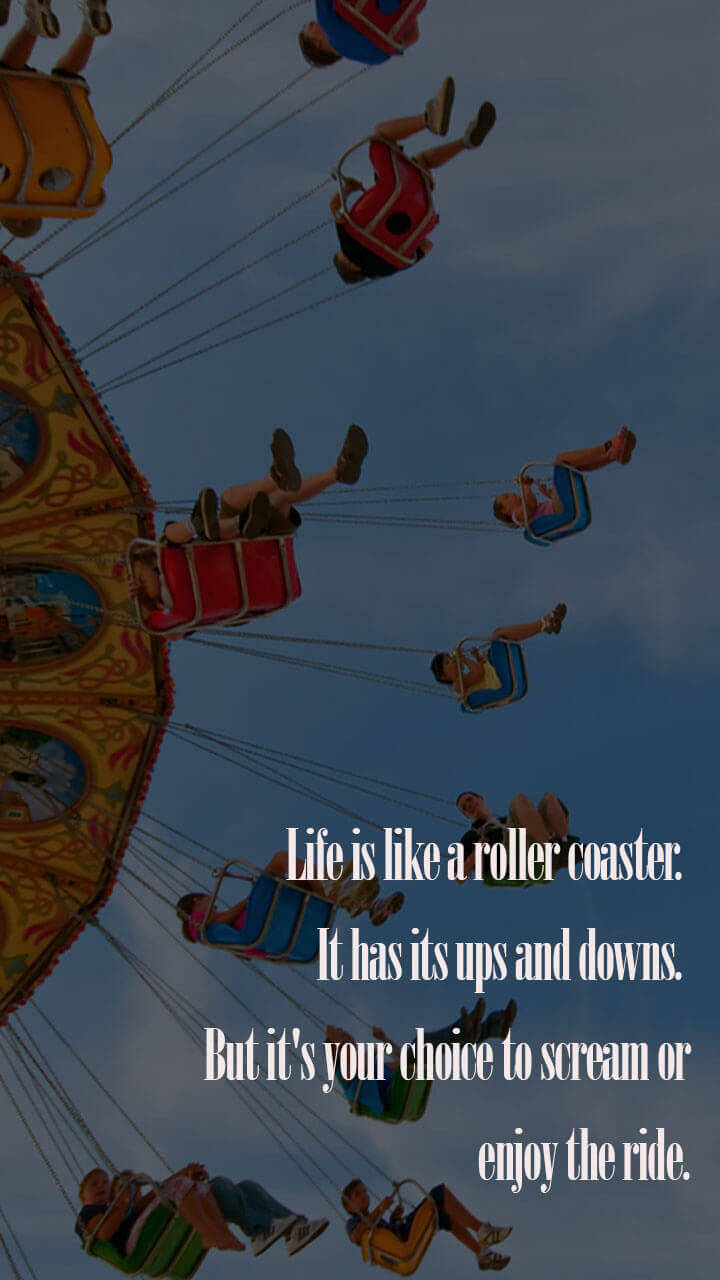 Life is like a roller coaster.
It has its ups and downs.
But it's your choice to scream or
enjoy the ride.